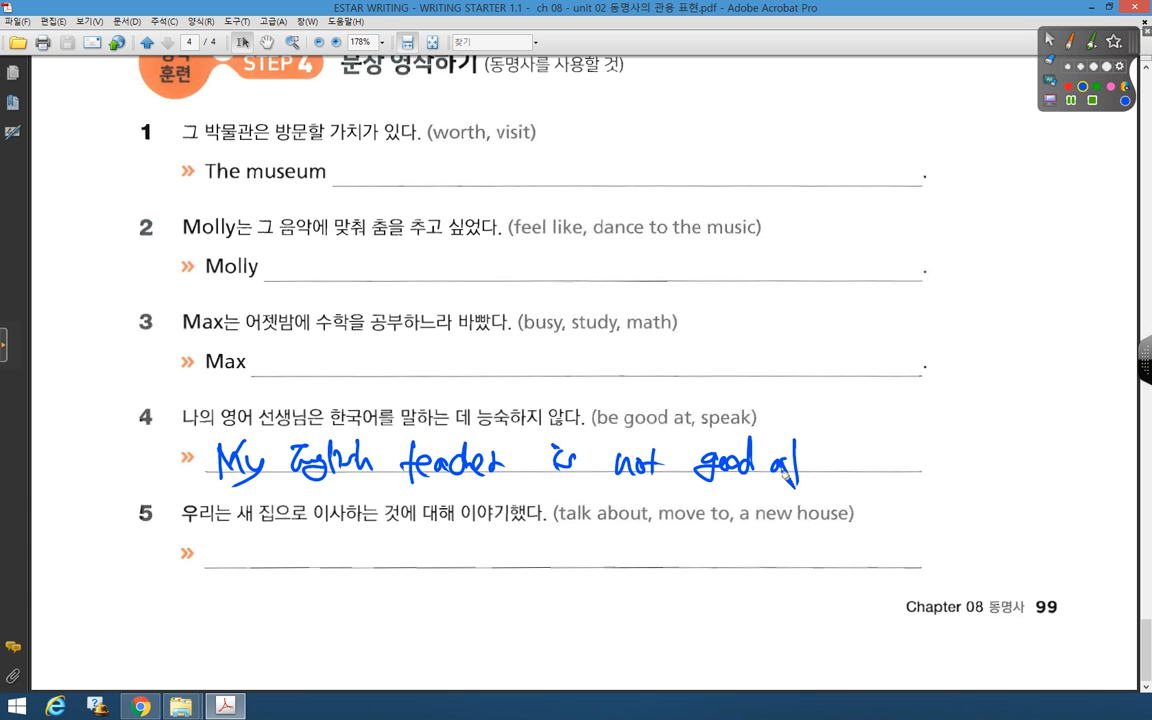 ESTAR WRITING - WRITING STARTER 1.1 - ch 08 - unit 02 동명사의 관용 표현.pdf - Adobe Acrobat Pro
파일(F) 편집(E) 보기(V) 문서(D) 주석(C) 양식(R) 도구(T) 고급(A) 창(W) 도움말(H)
4 / 4 178% 찾기
훈련 STEP 4 문장 영작하기 (동명사를 사용할 것)
1 그 박물관은 방문할 가치가 있다. (worth, visit)
» The museum .
2 Molly는 그 음악에 맞춰 춤을 추고 싶었다. (feel like, dance to the music)
» Molly .
3 Max는 어젯밤에 수학을 공부하느라 바빴다. (busy, study, math)
» Max .
4 나의 영어 선생님은 한국어를 말하는 데 능숙하지 않다. (be good at, speak)
» My English teacher is not good
5 우리는 새 집으로 이사하는 것에 대해 이야기했다. (talk about, move to, a new house)
»
Chapter 08 동명사 99